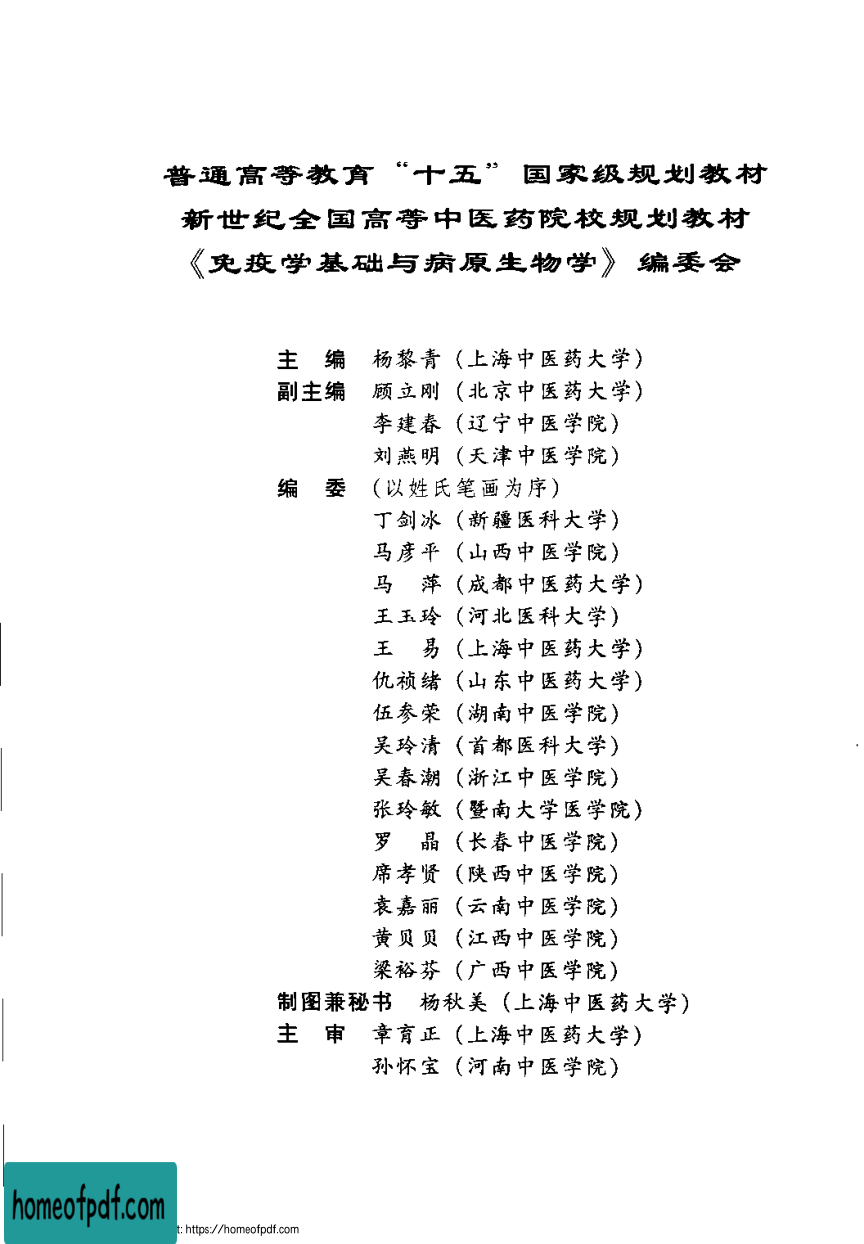 普通高等教育“十五”国家级规划教材
新世纪全国高等中医药院校规划教材
《免疫学基础与病原生物学》编委会
主　编　杨黎青（上海中医药大学）
副主编　顾立刚（北京中医药大学）
李建春（辽宁中医学院）
刘燕明（天津中医学院）
编　委　（以姓氏笔画为序）
丁剑冰（新疆医科大学）
马彦平（山西中医学院）
马　萍（成都中医药大学）
王玉玲（河北医科大学）
王　易（上海中医药大学）
仇祯绪（山东中医药大学）
伍参荣（湖南中医学院）
吴玲清（首都医科大学）
吴春潮（浙江中医学院）
张玲敏（暨南大学医学院）
罗　晶（长春中医学院）
席孝贤（陕西中医学院）
袁嘉丽（云南中医学院）
黄贝贝（江西中医学院）
梁裕芬（广西中医学院）
制图兼秘书　杨秋美（上海中医药大学）
主　审　章育正（上海中医药大学）
孙怀宝（河南中医学院）
homeofpdf.com
t: https://homeofpdf.com